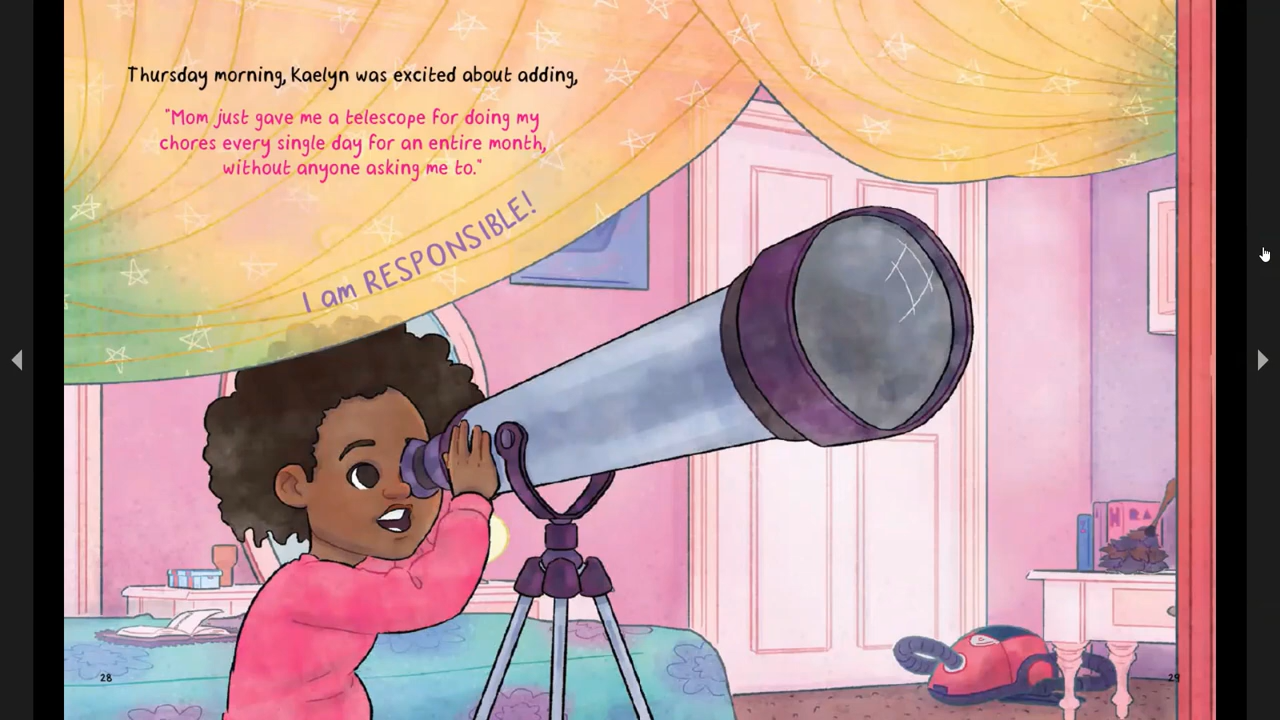 Thursday morning, Kaelyn was excited about adding,
"Mom just gave me a telescope for doing my
chores every single day for an entire month,
without anyone asking me to."
I am RESPONSIBLE!
28
29